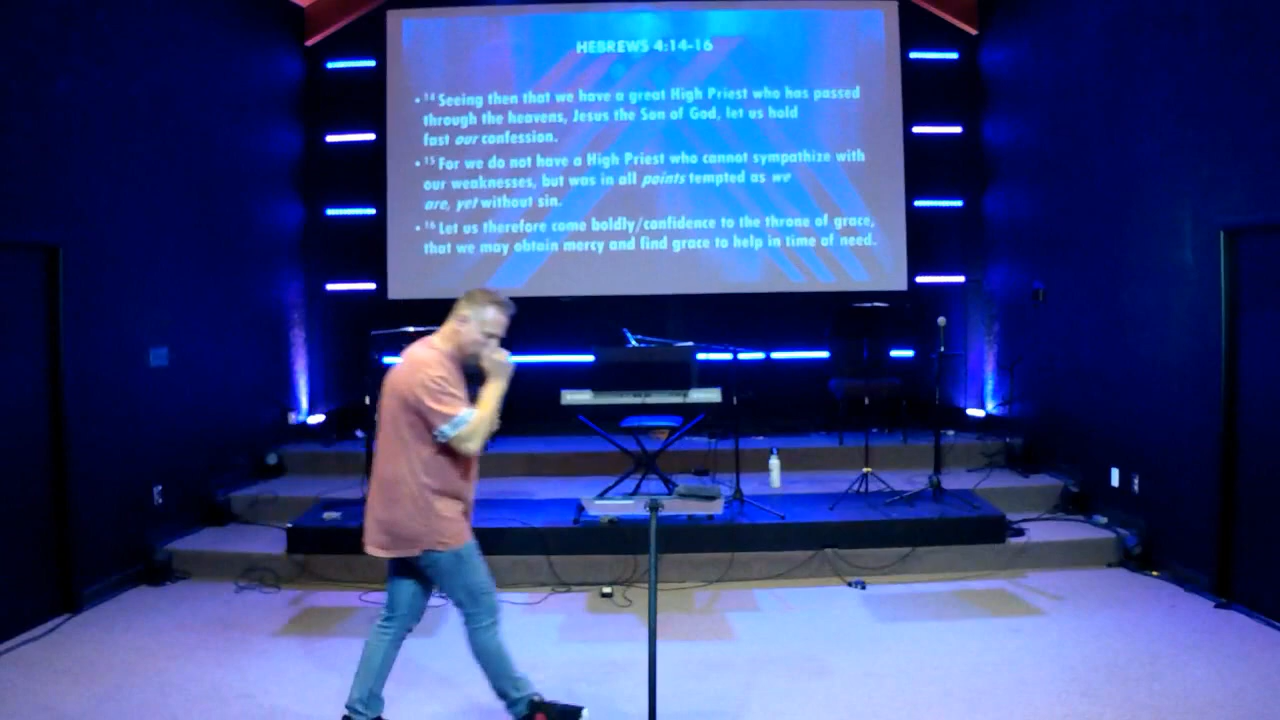 HEBREWS 4:14-16
• 14 Seeing then that we have a great High Priest who has passed
through the heavens, Jesus the Son of God, let us hold
fast our confession.
• 15 For we do not have a High Priest who cannot sympathize with
our weaknesses, but was in all points tempted as we
are, yet without sin.
• 16 Let us therefore come boldly/confidence to the throne of grace,
that we may obtain mercy and find grace to help in time of need.